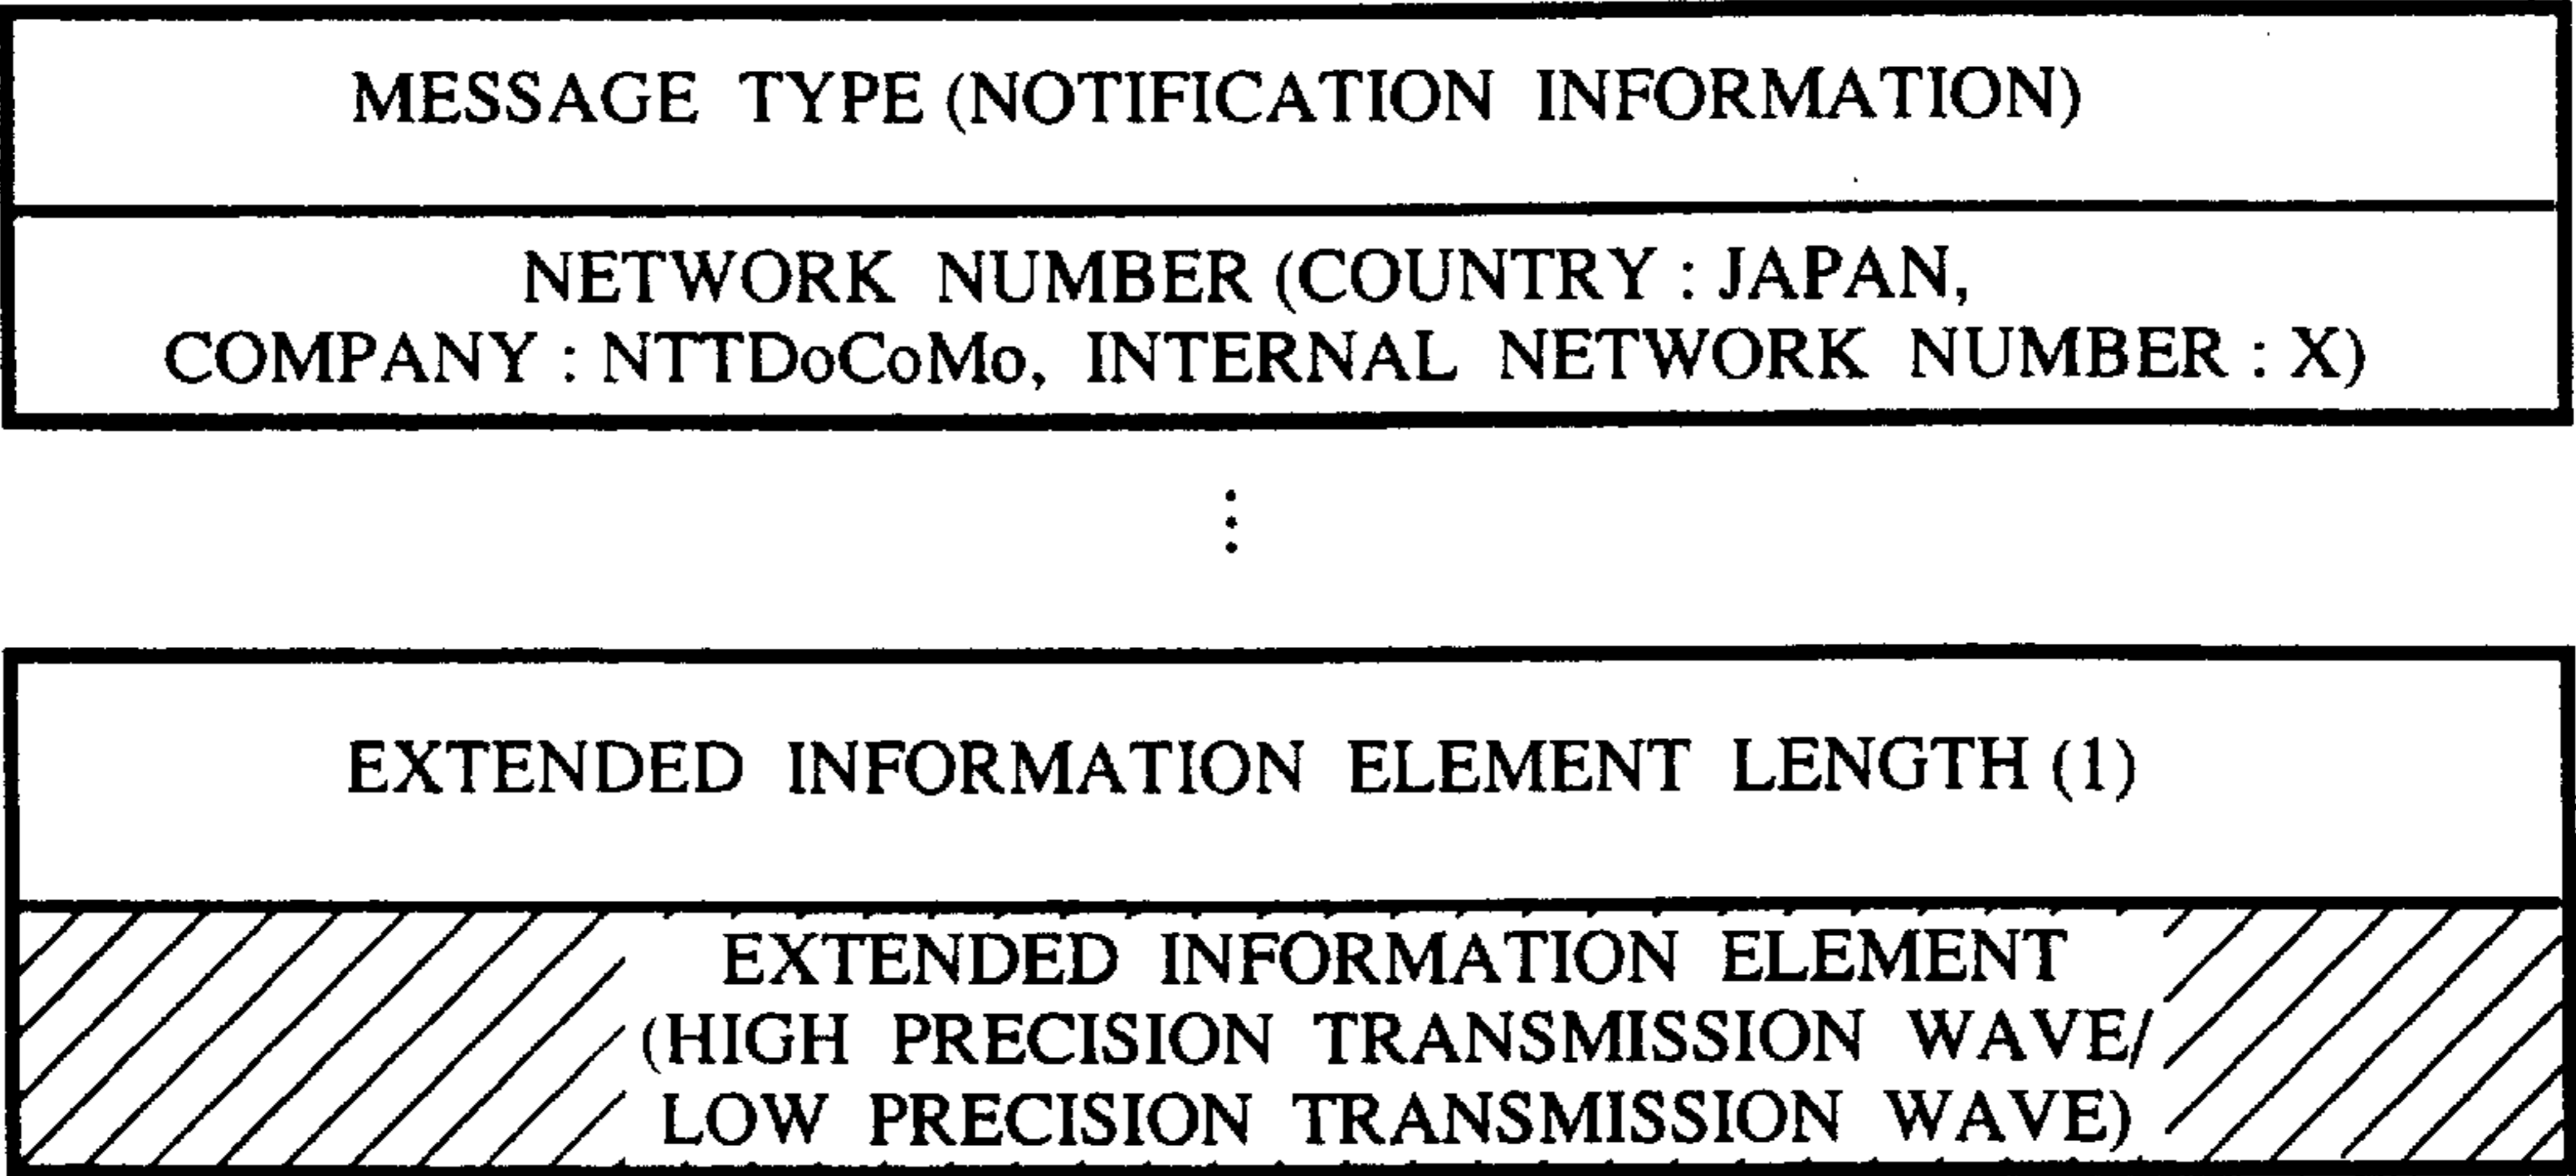 MESSAGE TYPE (NOTIFICATION INFORMATION)
NETWORK NUMBER (COUNTRY : JAPAN,
COMPANY : NTTDoCoMo, INTERNAL NETWORK NUMBER : X)
EXTENDED INFORMATION ELEMENT LENGTH (1)
EXTENDED INFORMATION ELEMENT
(HIGH PRECISION TRANSMISSION WAVE/
LOW PRECISION TRANSMISSION WAVE)